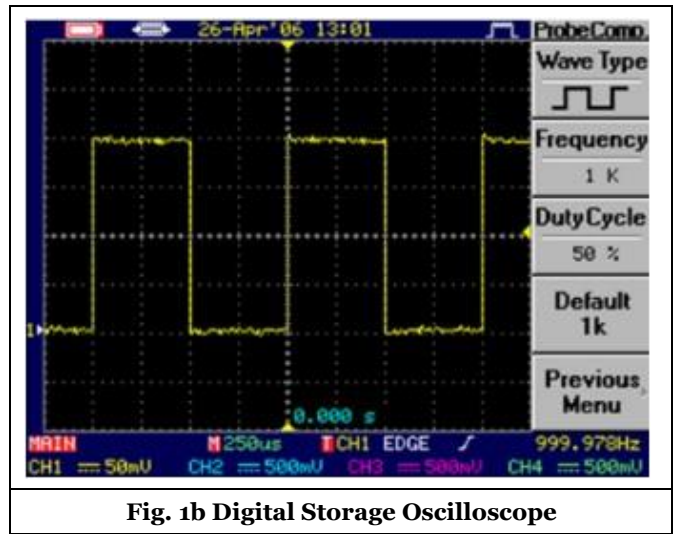 26-Apr'06 13:01
ProbeComp.
Wave Type
Frequency
1 K
DutyCycle
50 %
Default
1k
Previous
Menu
1
0.000 s
MAIN M 250us T CH1 EDGE 999.978Hz
CH1 50mV CH2 500mV CH3 500mV CH4 500mV
Fig. 1b Digital Storage Oscilloscope